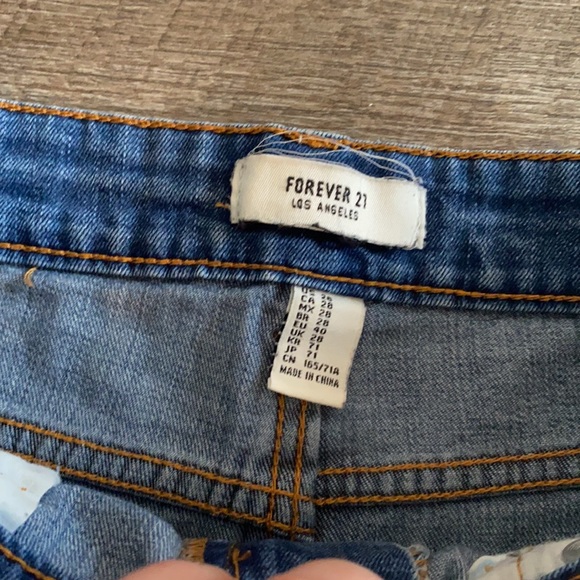 FOREVER 21
LOS ANGELES
CA 28
MX 28
BR 28
EU 40
UK 28
KR 71
JP 71
CN 165/71A
MADE IN CHINA